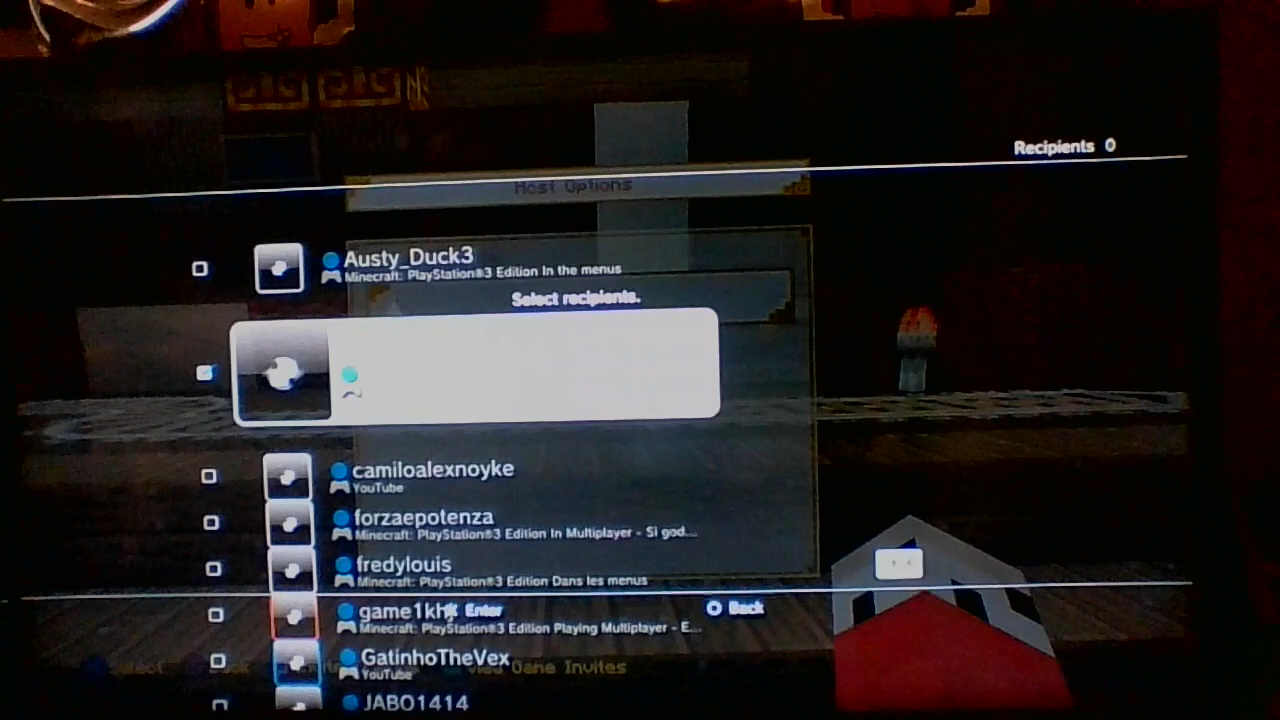 Recipients 0
Host Options
Austy_Duck3
Minecraft: PlayStation®3 Edition In the menus
Select recipients.
camiloalexnoyke
YouTube
forzaepotenza
Minecraft: PlayStation®3 Edition In Multiplayer - Si god...
fredylouis
Minecraft: PlayStation®3 Edition Dans les menus
Enter
Back
Minecraft: PlayStation®3 Edition Playing Multiplayer - E...
GatinhoTheVex
View Game Invites
YouTube
JABO1414